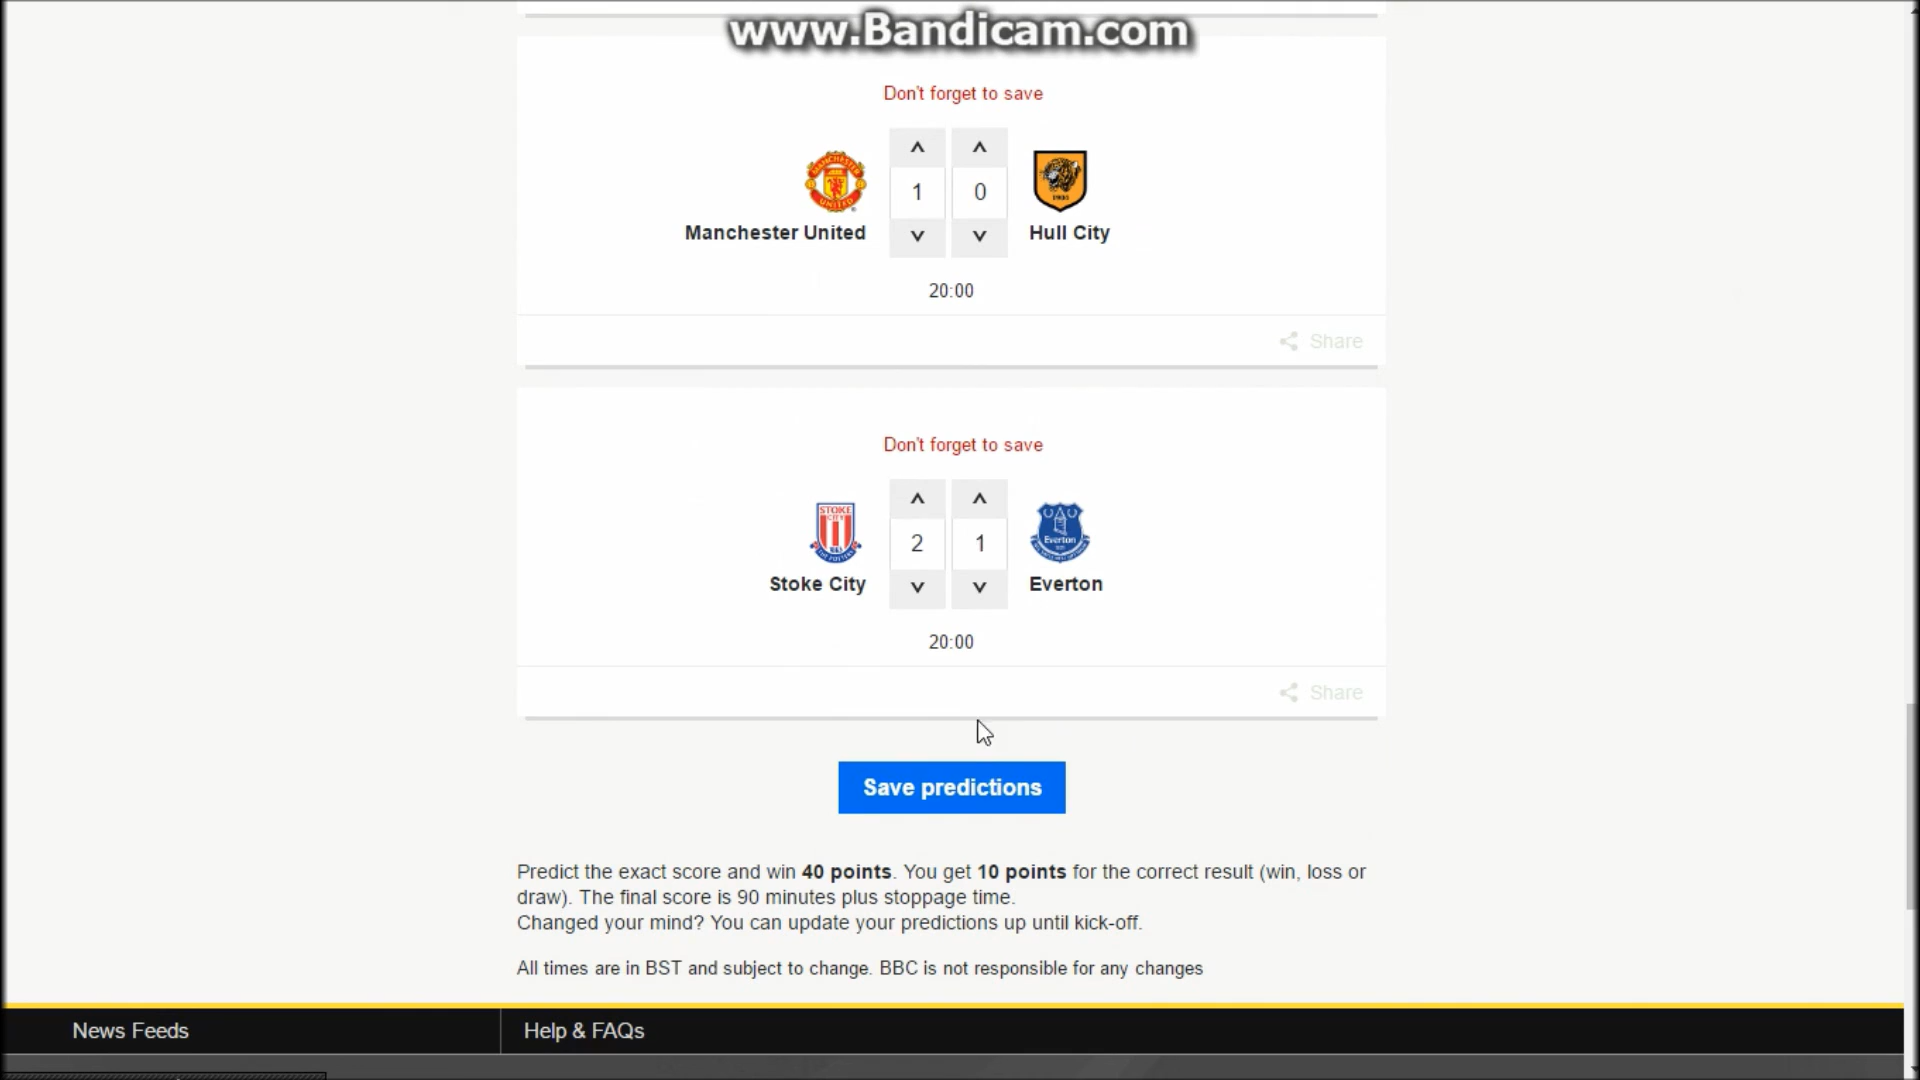 www.Bandicam.com
Don't forget to save
1 0
Manchester United Hull City
20:00
Share
Don't forget to save
STOKE CITY
2 1
Everton
Stoke City Everton
20:00
Share
Save predictions
Predict the exact score and win 40 points. You get 10 points for the correct result (win, loss or
draw). The final score is 90 minutes plus stoppage time.
Changed your mind? You can update your predictions up until kick-off.
All times are in BST and subject to change. BBC is not responsible for any changes
News Feeds Help & FAQs